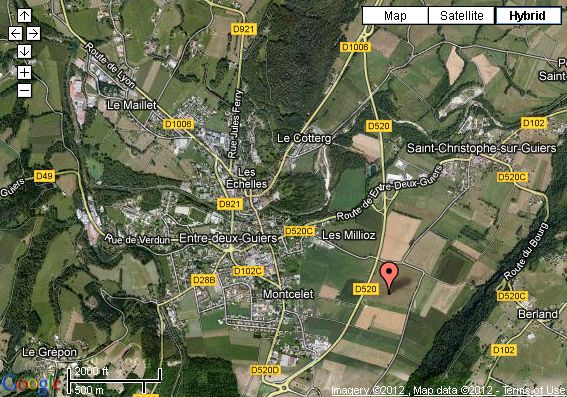 Map
Satellite
Hybrid
D921
D1006
Route de Lyon
Le Maillet
D1006
Rue Jules Ferry
D520
Le Cotterg
D102
Saint-Christophe-sur-Guiers
D49
Guiers
Les
Échelles
D520C
D921
Route de Entre-Deux-Guiers
Rue de Verdun
Entre-deux-Guiers
D520C
Les Millioz
Route du Bourg
D28B
D102C
Montcelet
D520
D520C
Berland
Le Grépon
D520D
D102
Google
2000 ft
500 m
Imagery ©2012 , Map data ©2012 - Terms of Use